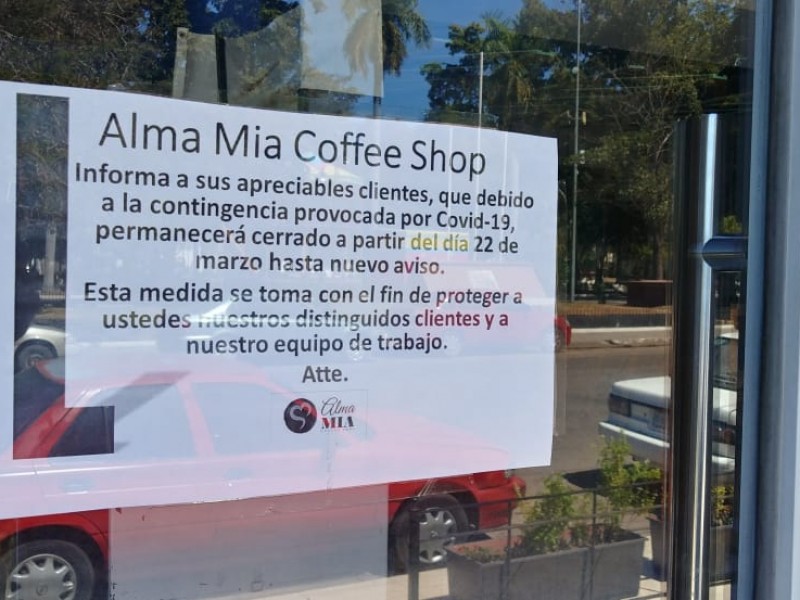 Alma Mia Coffee Shop
Informa a sus apreciables clientes, que debido
a la contingencia provocada por Covid-19,
permanecerá cerrado a partir del día 22 de
marzo hasta nuevo aviso.
Esta medida se toma con el fin de proteger a
ustedes nuestros distinguidos clientes y a
nuestro equipo de trabajo.
Atte.
Alma
MIA